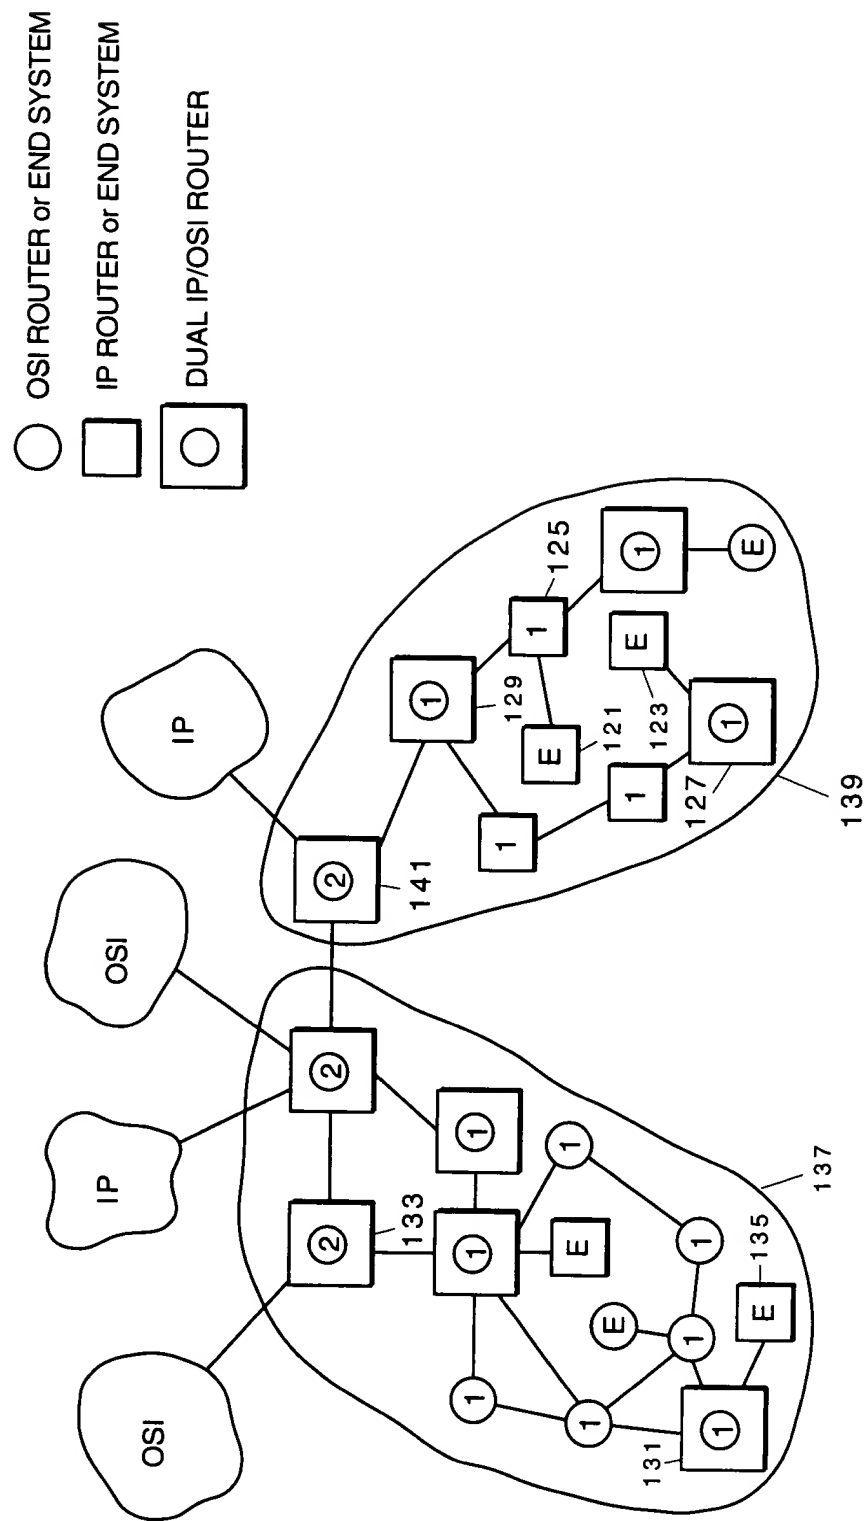 OSI ROUTER or END SYSTEM
IP ROUTER or END SYSTEM
DUAL IP/OSI ROUTER
OSI
IP
OSI
IP
2
2
2
133
141
1
1
1
1
1
129
1
E
125
1
E
1
121
E
1
E
1
131
123
1
1
127
1
1
E
135
E
137
139